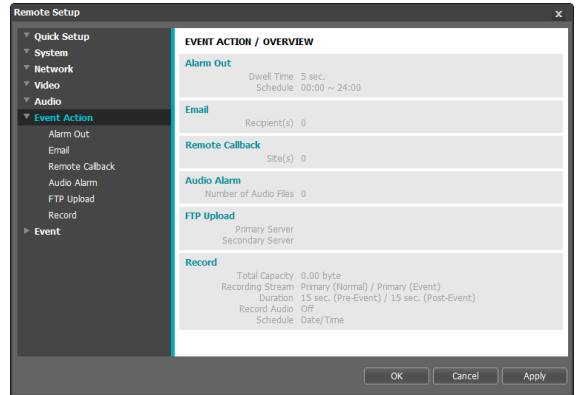 Remote Setup
x
Quick Setup
System
Network
Video
Audio
Event Action
Alarm Out
Email
Remote Callback
Audio Alarm
FTP Upload
Record
Event
EVENT ACTION / OVERVIEW
Alarm Out
Dwell Time 5 sec.
Schedule 00:00 ~ 24:00
Email
Recipient(s) 0
Remote Callback
Site(s) 0
Audio Alarm
Number of Audio Files 0
FTP Upload
Primary Server
Secondary Server
Record
Total Capacity 0.00 byte
Recording Stream Primary (Normal) / Primary (Event)
Duration 15 sec. (Pre-Event) / 15 sec. (Post-Event)
Record Audio Off
Schedule Date/Time
OK Cancel Apply